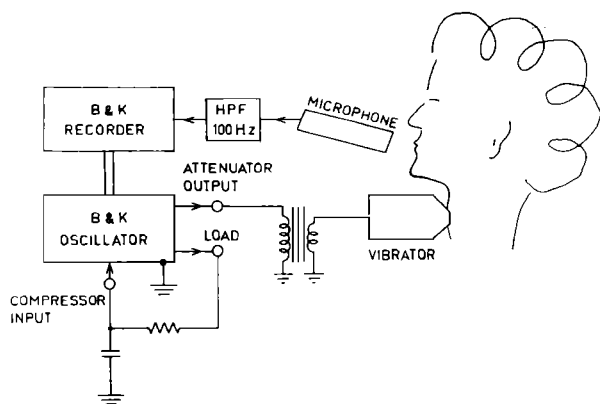 B & K
RECORDER
HPF
100 Hz
MICROPHONE
ATTENUATOR
OUTPUT
B & K
OSCILLATOR
LOAD
VIBRATOR
COMPRESSOR
INPUT